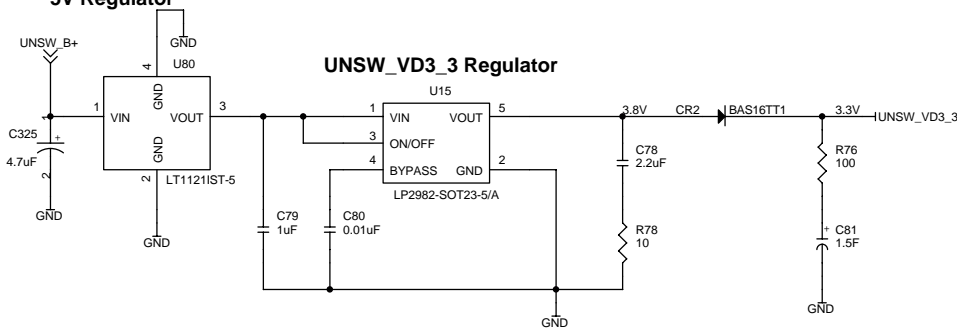 5V Regulator
UNSW_B+
GND
U80
4
GND
1
VIN
VOUT
3
GND
2
LT1121IST-5
1
C325
+
4.7uF
2
GND
GND
UNSW_VD3_3 Regulator
U15
1
VIN
VOUT
5
3
ON/OFF
4
BYPASS
GND
2
LP2982-SOT23-5/A
C79
1uF
C80
0.01uF
GND
3.8V
CR2
BAS16TT1
3.3V
UNSW_VD3_3
C78
2.2uF
R78
10
R76
100
+
C81
1.5F
GND